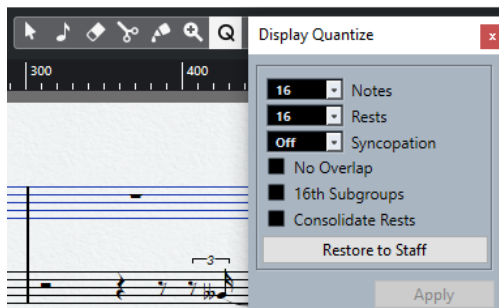 Q
Display Quantize
x
300
400
16 Notes
16 Rests
Off Syncopation
No Overlap
16th Subgroups
Consolidate Rests
Restore to Staff
3
Apply